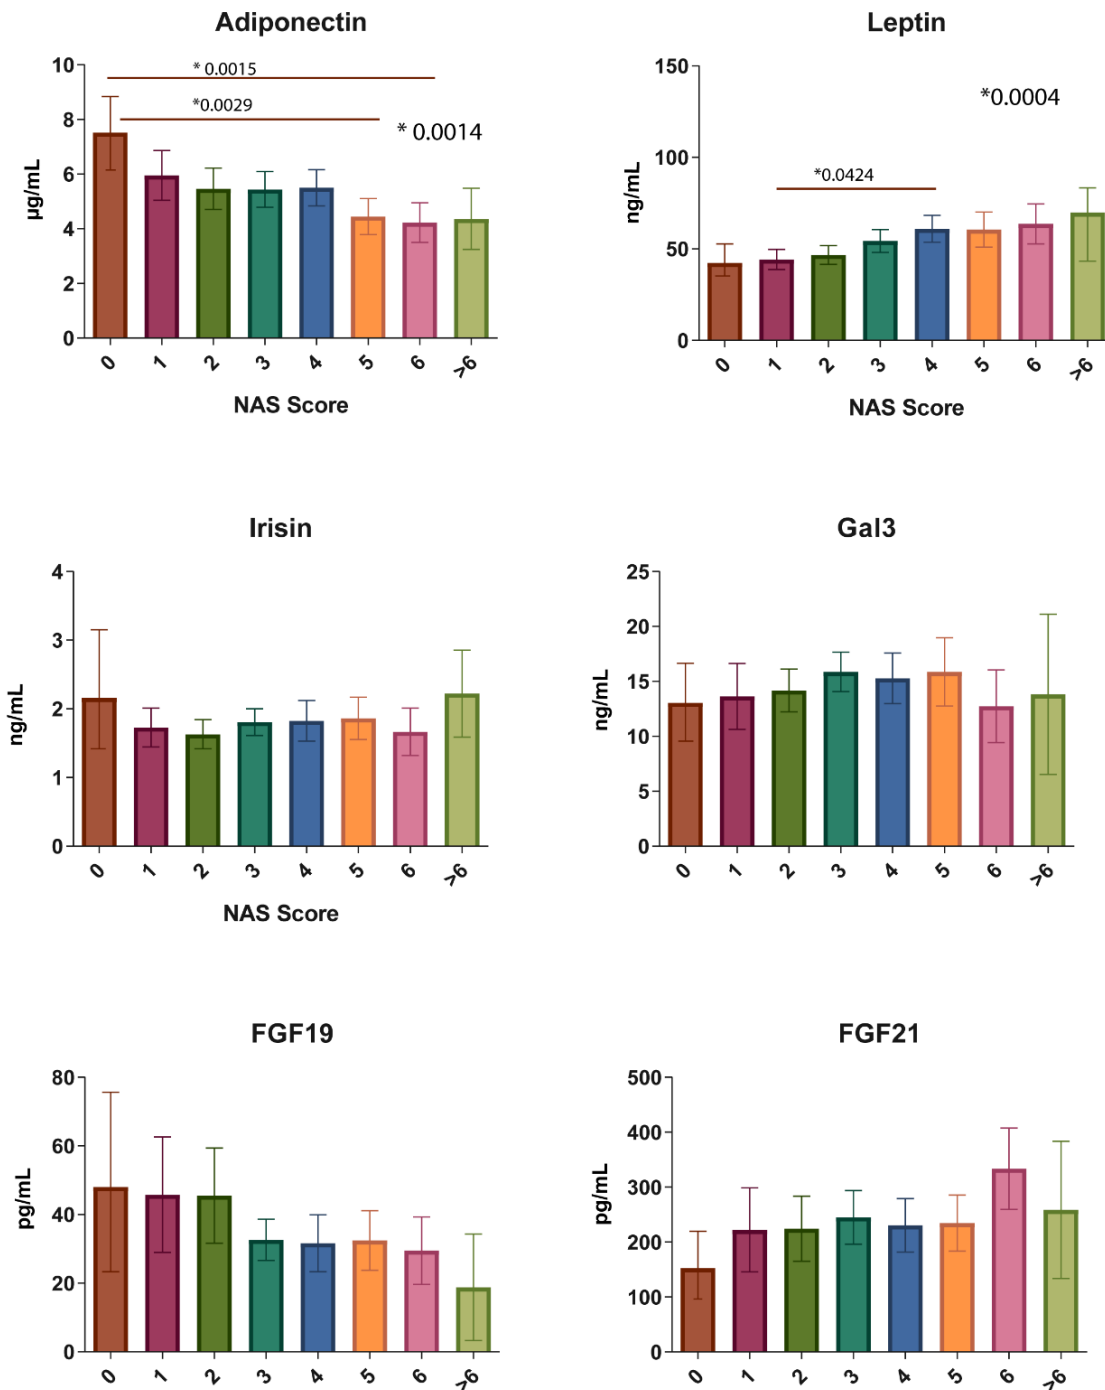 Adiponectin
10
8
6
4
2
0
µg/mL
* 0.0015
*0.0029
* 0.0014
0 1 2 3 4 5 6 >6
NAS Score
Leptin
150
100
50
0
ng/mL
*0.0004
*0.0424
0 1 2 3 4 5 6 >6
NAS Score
Irisin
4
3
2
1
0
ng/mL
0 1 2 3 4 5 6 >6
NAS Score
Gal3
25
20
15
10
5
0
ng/mL
0 1 2 3 4 5 6 >6
FGF19
80
60
40
20
0
pg/mL
0 1 2 3 4 5 6 >6
FGF21
500
400
300
200
100
0
pg/mL
0 1 2 3 4 5 6 >6